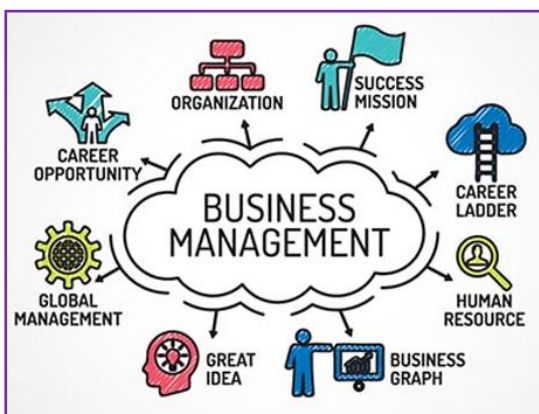 ORGANIZATION
SUCCESS
MISSION
CAREER
OPPORTUNITY
CAREER
LADDER
BUSINESS
MANAGEMENT
GLOBAL
MANAGEMENT
HUMAN
RESOURCE
GREAT
IDEA
BUSINESS
GRAPH